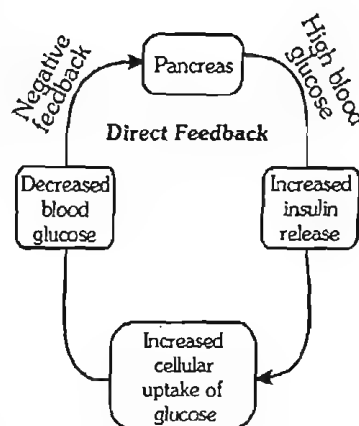 Negative
feedback
Pancreas
High blood
glucose
Direct Feedback
Decreased
blood
glucose
Increased
insulin
release
Increased
cellular
uptake of
glucose